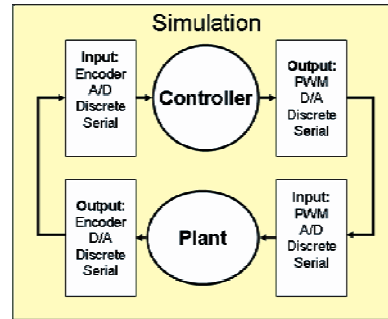 Simulation
Input:
Encoder
A/D
Discrete
Serial
Controller
Output:
PWM
D/A
Discrete
Serial
Output:
Encoder
D/A
Discrete
Serial
Plant
Input:
PWM
A/D
Discrete
Serial